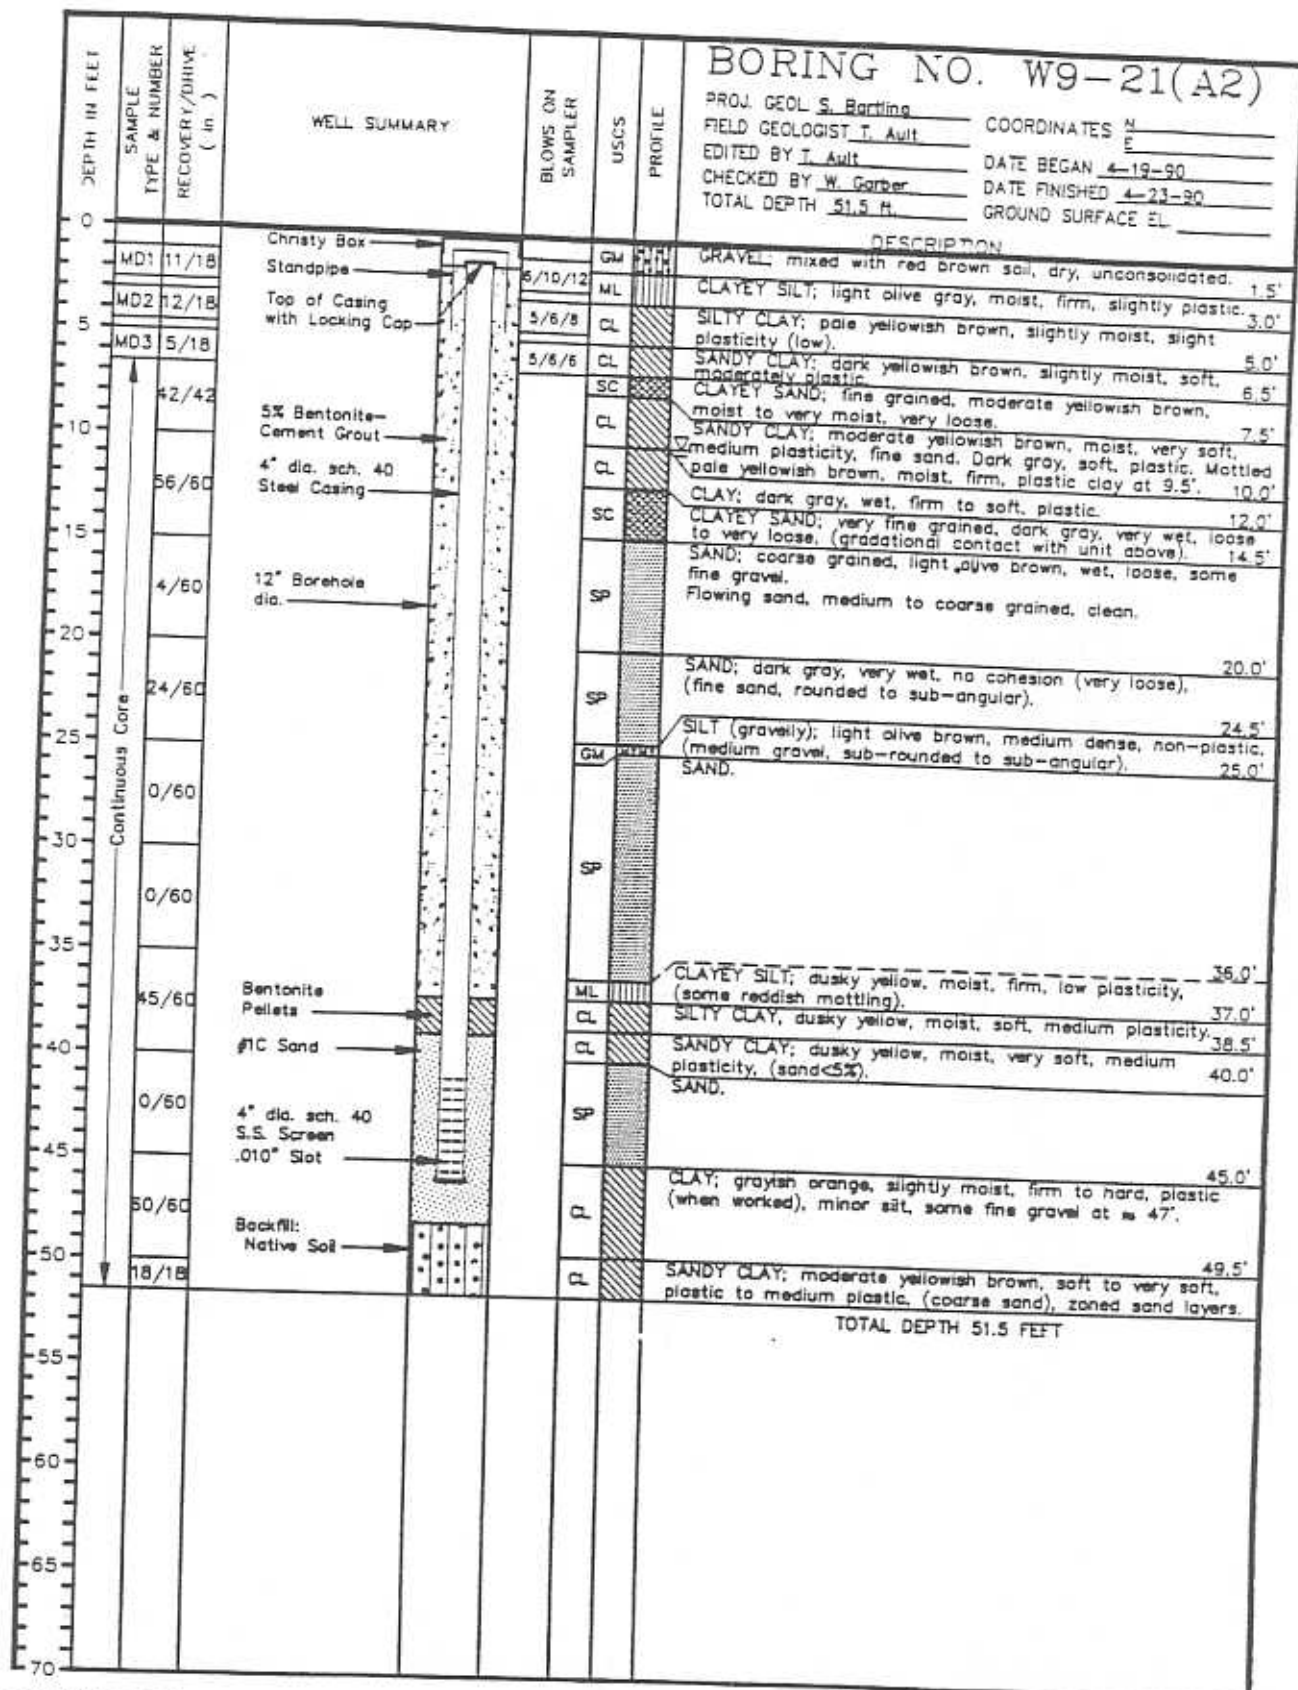 BORING NO. W9-21(A2)
PROJ. GEOL S. Bartling
FIELD GEOLOGIST T. Ault
EDITED BY T. Ault
CHECKED BY W. Garber
TOTAL DEPTH 51.5 ft.
COORDINATES N
E
DATE BEGAN 4-19-90
DATE FINISHED 4-23-90
GROUND SURFACE EL.
DEPTH IN FEET
SAMPLE
TYPE & NUMBER
RECOVERY/DRIVE
( in )
WELL SUMMARY
BLOWS ON
SAMPLER
USCS
PROFILE
DESCRIPTION
0
5
10
15
20
25
30
35
40
45
50
55
60
65
70
MD1 11/18
MD2 12/18
MD3 5/18
42/42
56/60
4/60
24/60
0/60
0/60
45/60
0/60
60/60
18/18
Continuous Core
Christy Box
Standpipe
Top of Casing
with Locking Cap
5% Bentonite-
Cement Grout
4" dia. sch. 40
Steel Casing
12" Borehole
dia.
Bentonite
Pellets
#1C Sand
4" dia. sch. 40
S.S. Screen
.010" Slot
Backfill:
Native Soil
/10/12
5/6/8
5/6/6
GM
ML
CL
CL
SC
CL
CL
SC
SP
SP
GM
SP
ML
CL
CL
SP
CL
CL
GRAVEL; mixed with red brown soil, dry, unconsolidated.
1.5'
CLAYEY SILT; light olive gray, moist, firm, slightly plastic.
3.0'
SILTY CLAY; pale yellowish brown, slightly moist, slight
plasticity (low).
5.0'
SANDY CLAY; dark yellowish brown, slightly moist, soft,
moderately plastic.
6.5'
CLAYEY SAND; fine grained, moderate yellowish brown,
moist to very moist, very loose.
7.5'
SANDY CLAY; moderate yellowish brown, moist, very soft,
medium plasticity, fine sand. Dark gray, soft, plastic. Mottled
pale yellowish brown, moist, firm, plastic clay at 9.5'.
10.0'
CLAY; dark gray, wet, firm to soft, plastic.
12.0'
CLAYEY SAND; very fine grained, dark gray, very wet, loose
to very loose, (gradational contact with unit above).
14.5'
SAND; coarse grained, light olive brown, wet, loose, some
fine gravel.
Flowing sand, medium to coarse grained, clean.
20.0'
SAND; dark gray, very wet, no cohesion (very loose),
(fine sand, rounded to sub-angular).
24.5'
SILT (gravelly); light olive brown, medium dense, non-plastic,
(medium gravel, sub-rounded to sub-angular).
25.0'
SAND.
36.0'
CLAYEY SILT; dusky yellow, moist, firm, low plasticity,
(some reddish mottling).
37.0'
SILTY CLAY, dusky yellow, moist, soft, medium plasticity.
38.5'
SANDY CLAY; dusky yellow, moist, very soft, medium
plasticity, (sand<5%).
40.0'
SAND.
45.0'
CLAY; grayish orange, slightly moist, firm to hard, plastic
(when worked), minor silt, some fine gravel at ≈ 47'.
49.5'
SANDY CLAY; moderate yellowish brown, soft to very soft,
plastic to medium plastic, (coarse sand), zoned sand layers.
TOTAL DEPTH 51.5 FEET